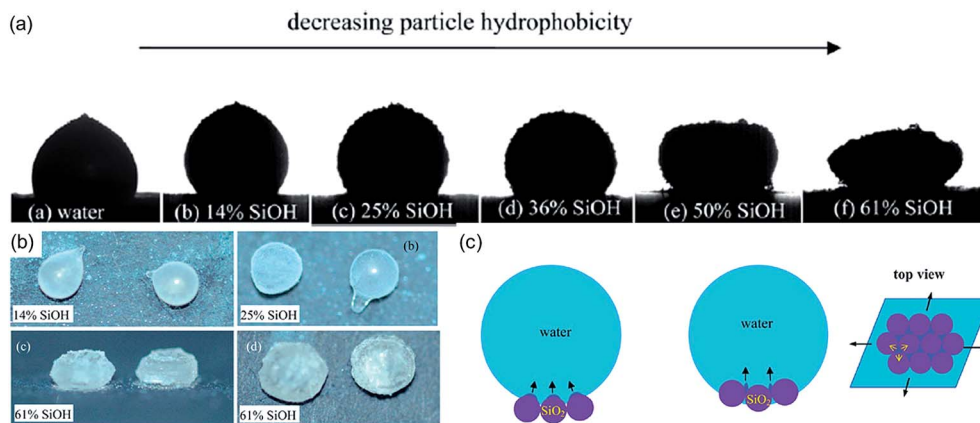 (a)
decreasing particle hydrophobicity
(a) water
(b) 14% SiOH
(c) 25% SiOH
(d) 36% SiOH
(e) 50% SiOH
(f) 61% SiOH
(b)
14% SiOH
(b)
25% SiOH
(c)
61% SiOH
(d)
61% SiOH
(c)
water
SiO2
water
SiO2
top view